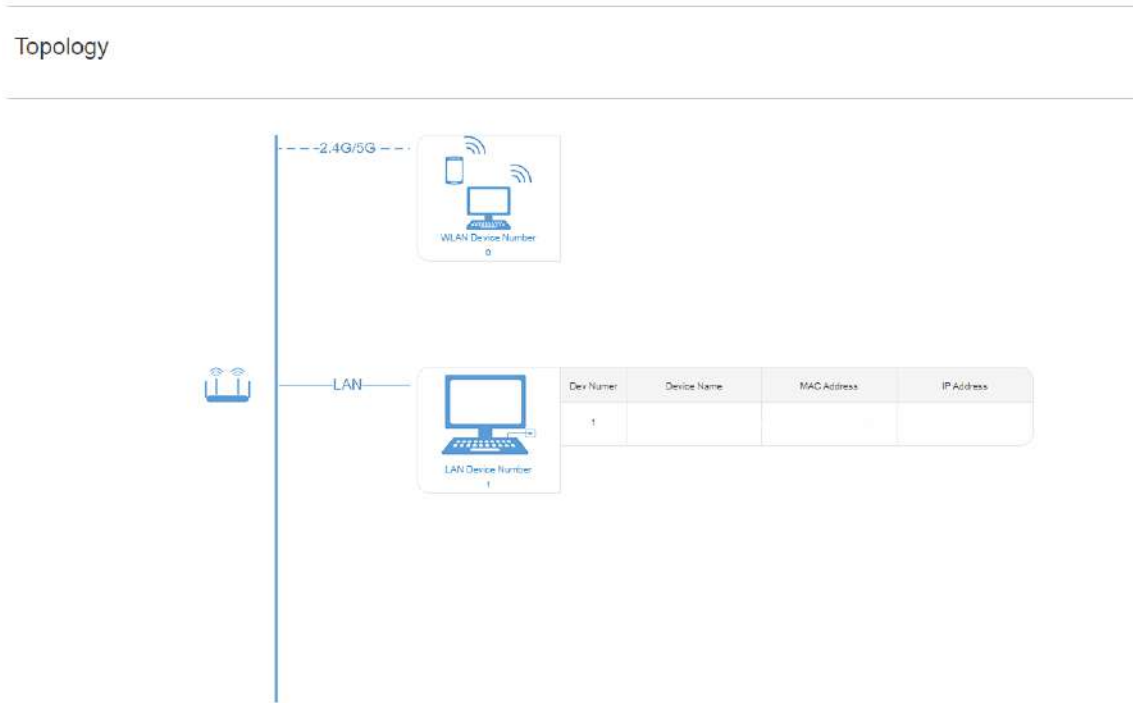 Topology
2.4G/5G
WLAN Device Number
0
LAN
Dev Numer Device Name MAC Address IP Address
1
LAN Device Number
1